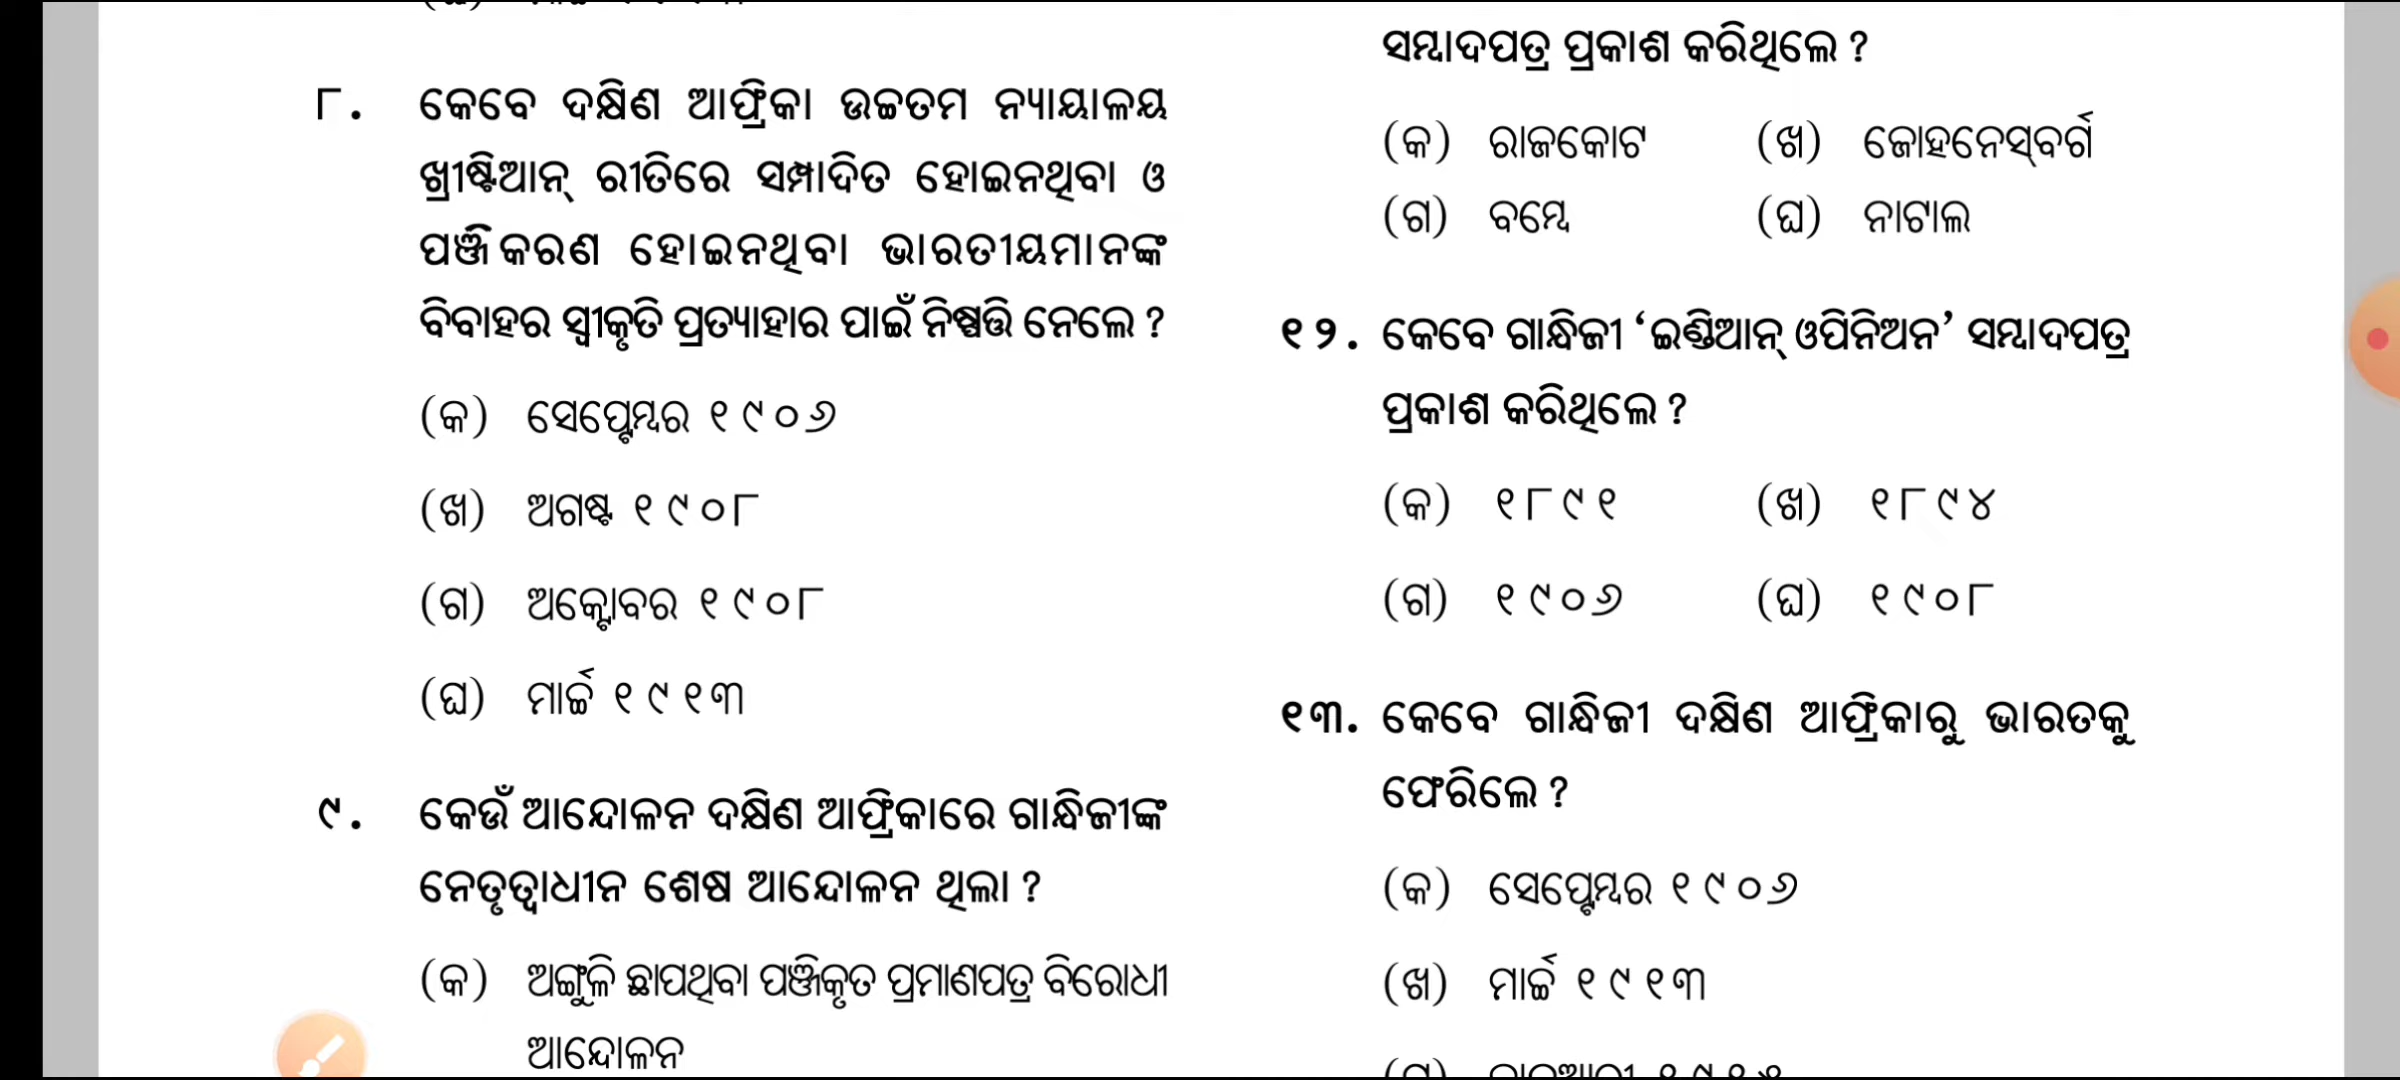 ୮. କେବେ ଦକ୍ଷିଣ ଆଫ୍ରିକା ଉଚ୍ଚତମ ନ୍ୟାୟାଳୟ
ଖ୍ରୀଷ୍ଟିଆନ୍ ରୀତିରେ ସମ୍ପାଦିତ ହୋଇନଥିବା ଓ
ପଞ୍ଜୀକରଣ ହୋଇନଥିବା ଭାରତୀୟମାନଙ୍କ
ବିବାହର ସ୍ୱୀକୃତି ପ୍ରତ୍ୟାହାର ପାଇଁ ନିଷ୍ପତ୍ତି ନେଲେ ?
(କ) ସେପ୍ଟେମ୍ବର ୧୯୦୬
(ଖ) ଅଗଷ୍ଟ ୧୯୦୮
(ଗ) ଅକ୍ଟୋବର ୧୯୦୮
(ଘ) ମାର୍ଚ୍ଚ ୧୯୧୩
୯. କେଉଁ ଆନ୍ଦୋଳନ ଦକ୍ଷିଣ ଆଫ୍ରିକାରେ ଗାନ୍ଧିଜୀଙ୍କ
ନେତୃତ୍ୱାଧୀନ ଶେଷ ଆନ୍ଦୋଳନ ଥିଲା ?
(କ) ଅଙ୍ଗୁଳି ଛାପଥିବା ପଞ୍ଜିକୃତ ପ୍ରମାଣପତ୍ର ବିରୋଧୀ
ଆନ୍ଦୋଳନ
ସମ୍ବାଦପତ୍ର ପ୍ରକାଶ କରିଥିଲେ ?
(କ) ରାଜକୋଟ (ଖ) ଜୋହନେସ୍‌ବର୍ଗ
(ଗ) ବମ୍ବେ (ଘ) ନାଟାଲ
୧୨. କେବେ ଗାନ୍ଧିଜୀ ‘ଇଣ୍ଡିଆନ୍ ଓପିନିଅନ’ ସମ୍ବାଦପତ୍ର
ପ୍ରକାଶ କରିଥିଲେ ?
(କ) ୧୮୯୧ (ଖ) ୧୮୯୪
(ଗ) ୧୯୦୬ (ଘ) ୧୯୦୮
୧୩. କେବେ ଗାନ୍ଧିଜୀ ଦକ୍ଷିଣ ଆଫ୍ରିକାରୁ ଭାରତକୁ
ଫେରିଲେ ?
(କ) ସେପ୍ଟେମ୍ବର ୧୯୦୬
(ଖ) ମାର୍ଚ୍ଚ ୧୯୧୩